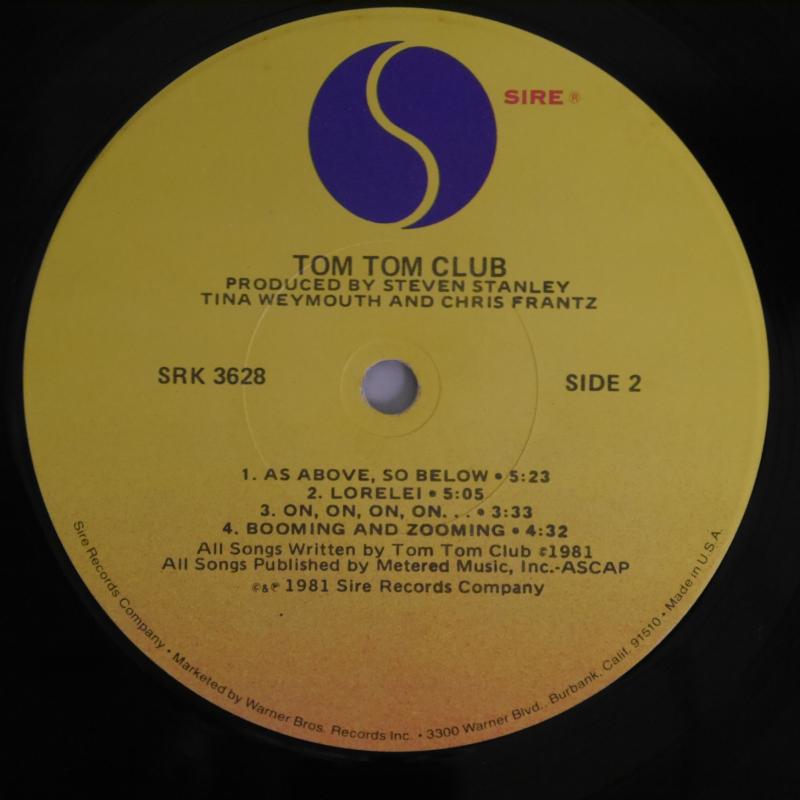 SIRE ®
TOM TOM CLUB
PRODUCED BY STEVEN STANLEY
TINA WEYMOUTH AND CHRIS FRANTZ
SRK 3628
SIDE 2
1. AS ABOVE, SO BELOW • 5:23
2. LORELEI • 5:05
3. ON, ON, ON, ON. . . • 3:33
4. BOOMING AND ZOOMING • 4:32
All Songs Written by Tom Tom Club ©1981
All Songs Published by Metered Music, Inc.-ASCAP
©&℗ 1981 Sire Records Company
Sire Records Company • Marketed by Warner Bros. Records Inc. • 3300 Warner Blvd., Burbank, Calif. 91510 • Made in U.S.A.